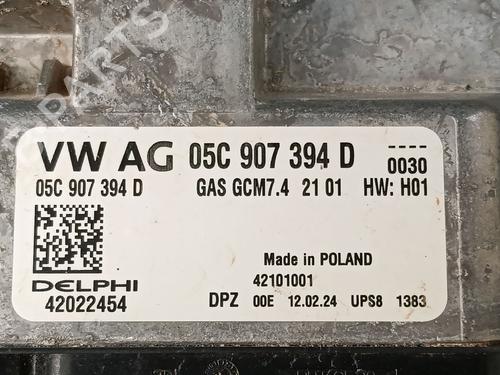 VW AG 05C 907 394 D 0030
05C 907 394 D GAS GCM7.4 21 01 HW: H01
Made in POLAND
DELPHI 42101001
42022454 DPZ 00E 12.02.24 UPS8 1383
PARTS